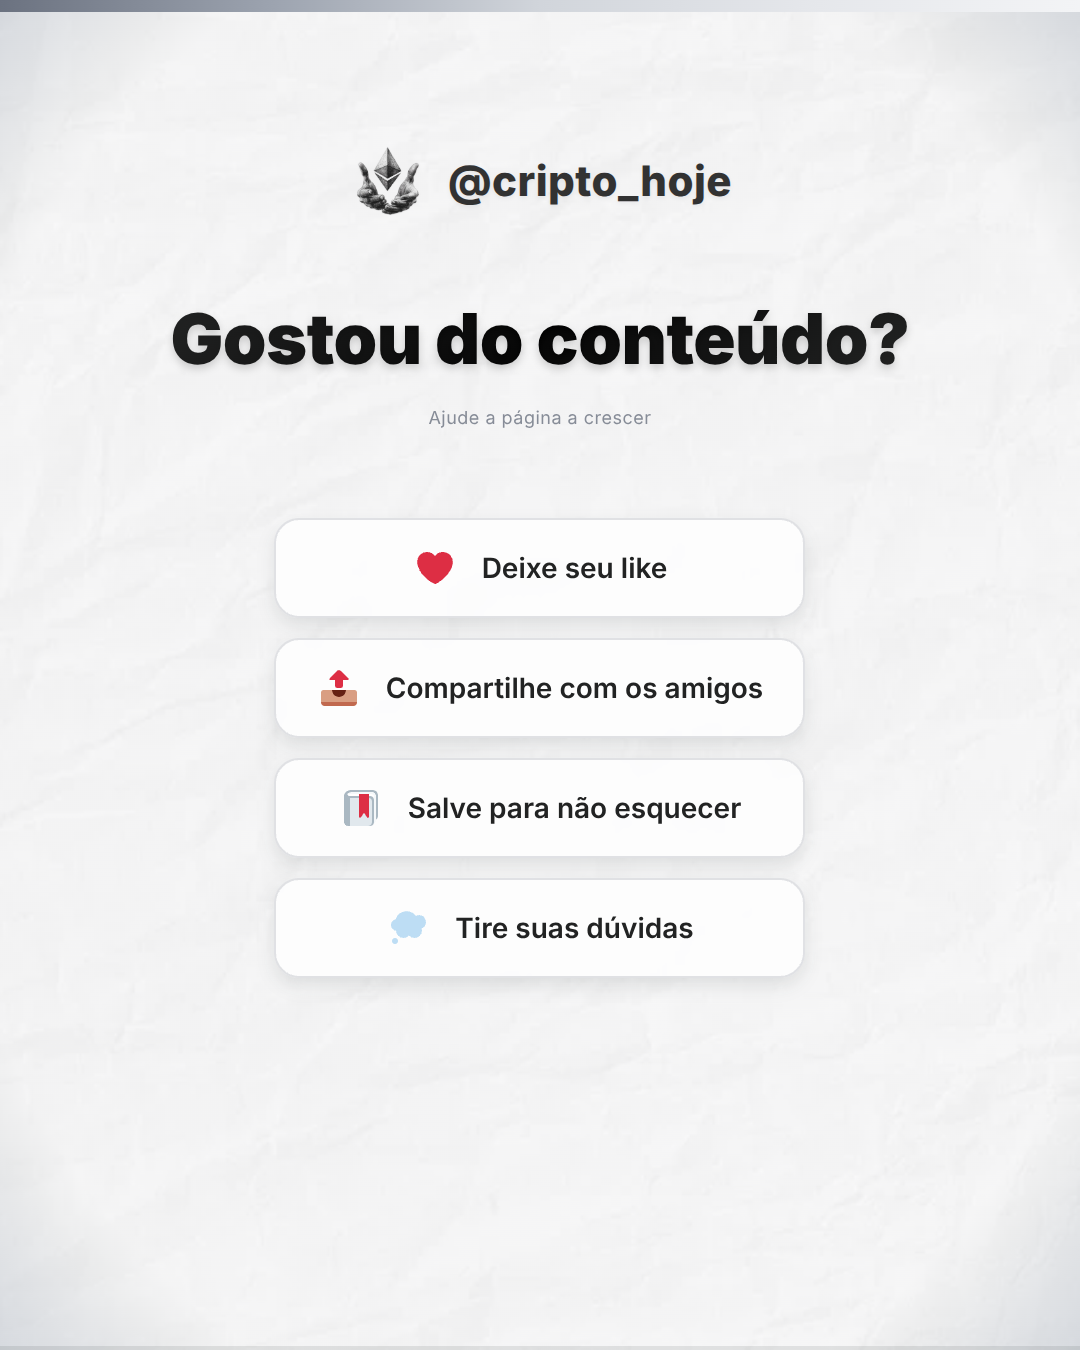 @cripto_hoje
Gostou do conteúdo?
Ajude a página a crescer
Deixe seu like
Compartilhe com os amigos
Salve para não esquecer
Tire suas dúvidas